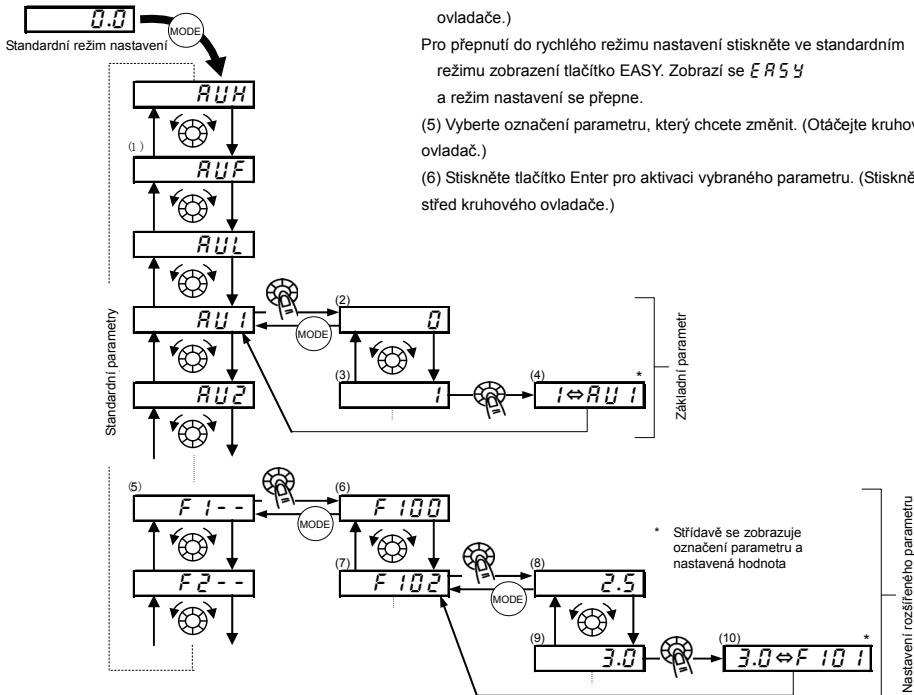 0.0
MODE
Standardní režim nastavení
ovladače.)
Pro přepnutí do rychlého režimu nastavení stiskněte ve standardním
režimu zobrazení tlačítko EASY. Zobrazí se EASY
a režim nastavení se přepne.
(5) Vyberte označení parametru, který chcete změnit. (Otáčejte
ovladač.)
(6) Stiskněte tlačítko Enter pro aktivaci vybraného parametru.
střed kruhového ovladače.)
Standardní parametry
AUH
(1)
AUF
AUL
AU1
MODE
(2)
0
(3)
1
(4)
*
1⇔AU1
Základní parametr
AU2
(5)
F1--
MODE
(6)
F100
F2--
(7)
F102
MODE
(8)
2.5
(9)
3.0
(10)
*
3.0⇔F101
* Střídavě se zobrazuje
označení parametru a
nastavená hodnota
Nastavení rozšířeného parametru